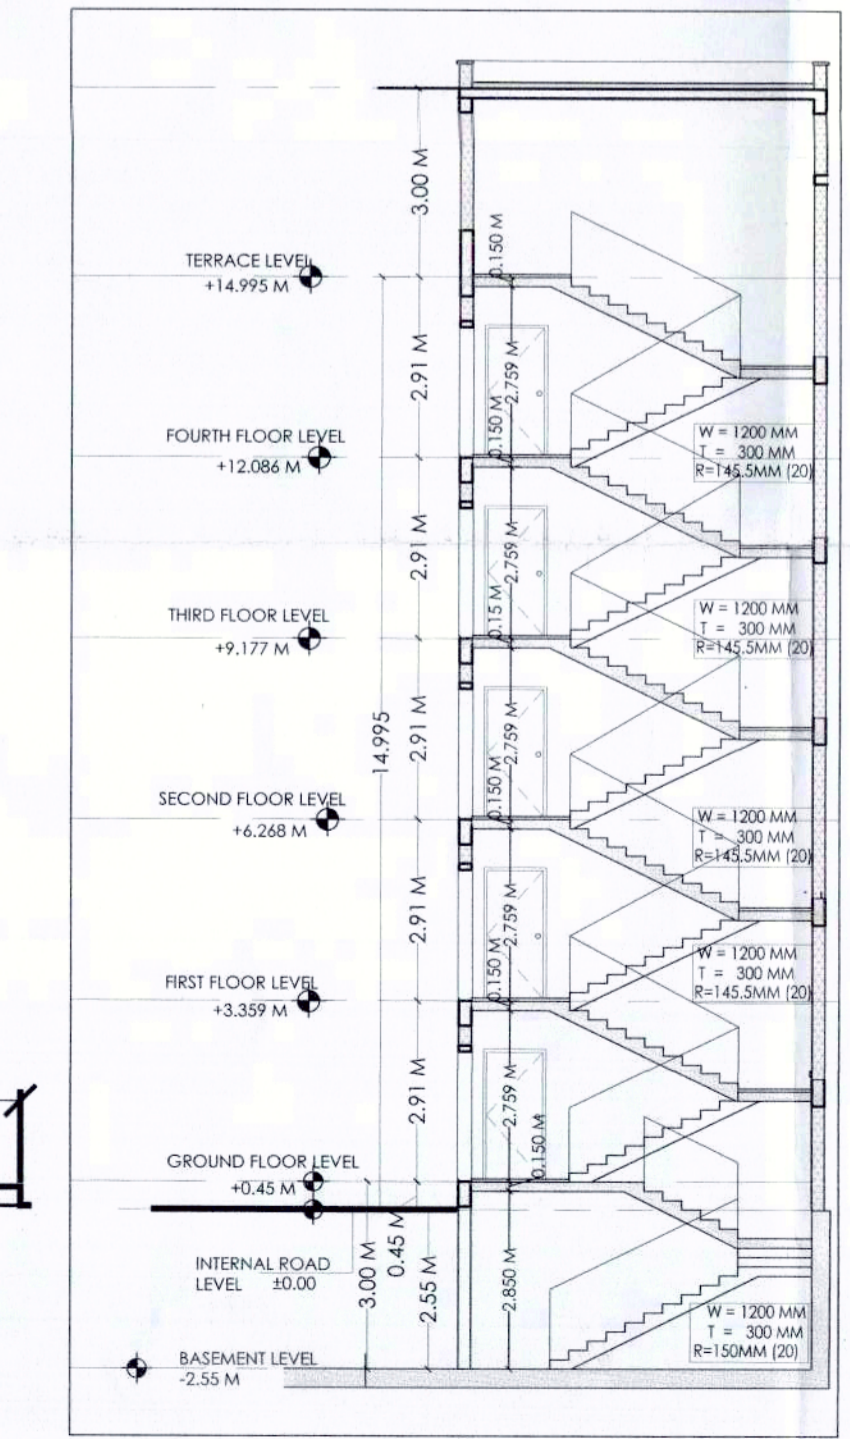 3.00 M
0.150 M
TERRACE LEVEL
+14.995 M
2.91 M
2.759 M
0.150 M
FOURTH FLOOR LEVEL
+12.086 M
W = 1200 MM
T = 300 MM
R=145.5MM (20)
2.91 M
2.759 M
0.15 M
THIRD FLOOR LEVEL
+9.177 M
W = 1200 MM
T = 300 MM
R=145.5MM (20)
14.995
2.91 M
2.759 M
0.150 M
SECOND FLOOR LEVEL
+6.268 M
W = 1200 MM
T = 300 MM
R=145.5MM (20)
2.91 M
2.759 M
0.150 M
FIRST FLOOR LEVEL
+3.359 M
W = 1200 MM
T = 300 MM
R=145.5MM (20)
2.91 M
2.759 M
0.150 M
GROUND FLOOR LEVEL
+0.45 M
INTERNAL ROAD
LEVEL ±0.00
3.00 M
0.45 M
2.55 M
2.850 M
W = 1200 MM
T = 300 MM
R=150MM (20)
BASEMENT LEVEL
-2.55 M